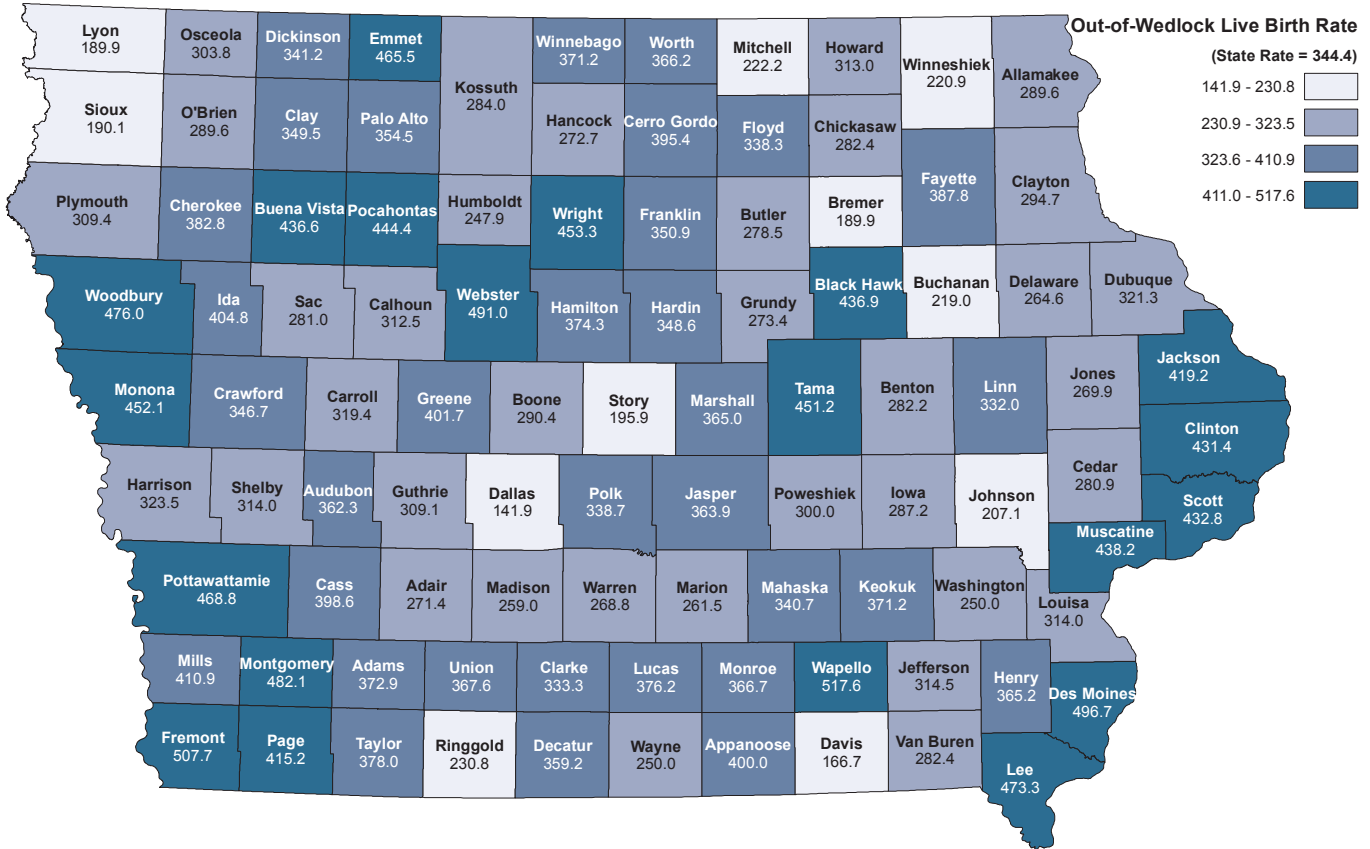 Out-of-Wedlock Live Birth Rate
(State Rate = 344.4)
141.9 - 230.8
230.9 - 323.5
323.6 - 410.9
411.0 - 517.6
Lyon
189.9
Osceola
303.8
Dickinson
341.2
Emmet
465.5
Kossuth
284.0
Winnebago
371.2
Worth
366.2
Mitchell
222.2
Howard
313.0
Winneshiek
220.9
Allamakee
289.6
Sioux
190.1
O'Brien
289.6
Clay
349.5
Palo Alto
354.5
Hancock
272.7
Cerro Gordo
395.4
Floyd
338.3
Chickasaw
282.4
Fayette
387.8
Clayton
294.7
Plymouth
309.4
Cherokee
382.8
Buena Vista
436.6
Pocahontas
444.4
Humboldt
247.9
Wright
453.3
Franklin
350.9
Butler
278.5
Bremer
189.9
Woodbury
476.0
Ida
404.8
Sac
281.0
Calhoun
312.5
Webster
491.0
Hamilton
374.3
Hardin
348.6
Grundy
273.4
Black Hawk
436.9
Buchanan
219.0
Delaware
264.6
Dubuque
321.3
Monona
452.1
Crawford
346.7
Carroll
319.4
Greene
401.7
Boone
290.4
Story
195.9
Marshall
365.0
Tama
451.2
Benton
282.2
Linn
332.0
Jones
269.9
Jackson
419.2
Clinton
431.4
Harrison
323.5
Shelby
314.0
Audubon
362.3
Guthrie
309.1
Dallas
141.9
Polk
338.7
Jasper
363.9
Poweshiek
300.0
Iowa
287.2
Johnson
207.1
Cedar
280.9
Scott
432.8
Muscatine
438.2
Pottawattamie
468.8
Cass
398.6
Adair
271.4
Madison
259.0
Warren
268.8
Marion
261.5
Mahaska
340.7
Keokuk
371.2
Washington
250.0
Louisa
314.0
Mills
410.9
Montgomery
482.1
Adams
372.9
Union
367.6
Clarke
333.3
Lucas
376.2
Monroe
366.7
Wapello
517.6
Jefferson
314.5
Henry
365.2
Des Moines
496.7
Fremont
507.7
Page
415.2
Taylor
378.0
Ringgold
230.8
Decatur
359.2
Wayne
250.0
Appanoose
400.0
Davis
166.7
Van Buren
282.4
Lee
473.3